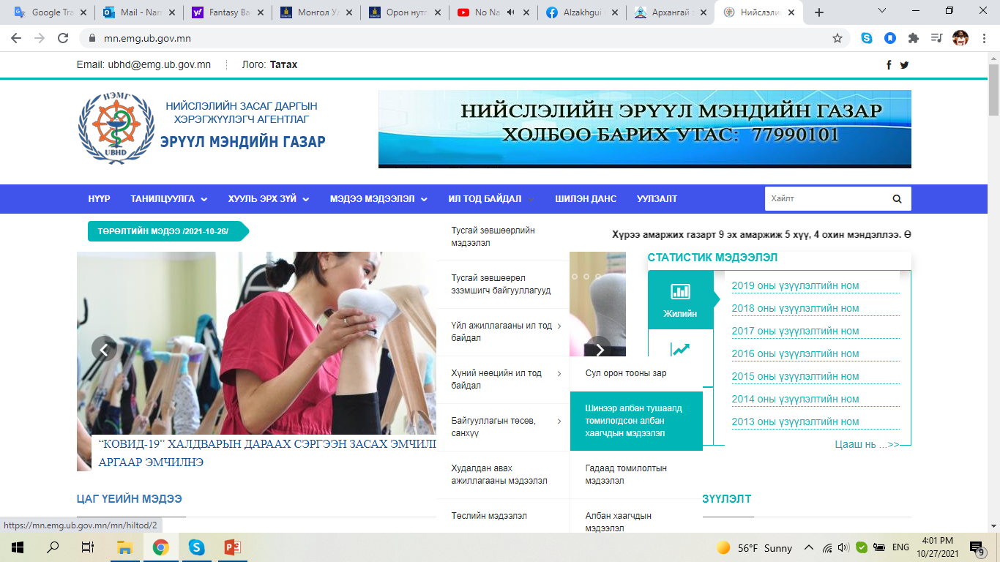 Google Tra
Mail - Nar
Fantasy Ba
Монгол Ул
Орон нутг
No Na
Alzakhgui
Архангай
Нийслэли
mn.emg.ub.gov.mn
Email: ubhd@emg.ub.gov.mn
Лого: Татах
НЭМГ
UBHD
НИЙСЛЭЛИЙН ЗАСАГ ДАРГЫН
ХЭРЭГЖҮҮЛЭГЧ АГЕНТЛАГ
ЭРҮҮЛ МЭНДИЙН ГАЗАР
НИЙСЛЭЛИЙН ЭРҮҮЛ МЭНДИЙН ГАЗАР
ХОЛБОО БАРИХ УТАС: 77990101
НҮҮР
ТАНИЛЦУУЛГА
ХУУЛЬ ЭРХ ЗҮЙ
МЭДЭЭ МЭДЭЭЛЭЛ
ИЛ ТОД БАЙДАЛ
ШИЛЭН ДАНС
УУЛЗАЛТ
Хайлт
ТӨРӨЛТИЙН МЭДЭЭ /2021-10-26/
Хүрээ амаржих газарт 9 эх амаржиж 5 хүү, 4 охин мэндэллээ. Ө
Тусгай зөвшөөрлийн
мэдээлэл
Тусгай зөвшөөрөл
эзэмшигч байгууллагууд
Үйл ажиллагааны ил тод
байдал
Хүний нөөцийн ил тод
байдал
Байгууллагын төсөв,
санхүү
Худалдан авах
ажиллагааны мэдээлэл
Төслийн мэдээлэл
Сул орон тооны зар
Шинээр албан тушаалд
томилогдсон албан
хаагчдын мэдээлэл
Гадаад томилолтын
мэдээлэл
Албан хаагчдын
мэдээлэл
СТАТИСТИК МЭДЭЭЛЭЛ
Жилийн
2019 оны үзүүлэлтийн ном
2018 оны үзүүлэлтийн ном
2017 оны үзүүлэлтийн ном
2016 оны үзүүлэлтийн ном
2015 оны үзүүлэлтийн ном
2014 оны үзүүлэлтийн ном
2013 оны үзүүлэлтийн ном
Цааш нь ...>>
“КОВИД-19” ХАЛДВАРЫН ДАРААХ СЭРГЭЭН ЗАСАХ ЭМЧИЛГ
АРГААР ЭМЧИЛНЭ
ЦАГ ҮЕИЙН МЭДЭЭ
ЗҮҮЛЭЛТ
https://mn.emg.ub.gov.mn/mn/hiltod/2
56°F Sunny
ENG
4:01 PM
10/27/2021
9